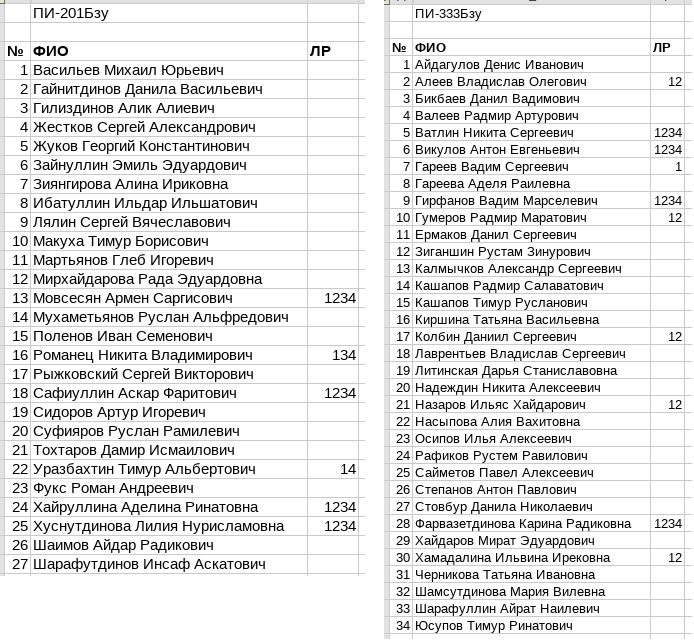 ПИ-201Бзу
№ ФИО ЛР
1 Васильев Михаил Юрьевич
2 Гайнитдинов Данила Васильевич
3 Гилиздинов Алик Алиевич
4 Жестков Сергей Александрович
5 Жуков Георгий Константинович
6 Зайнуллин Эмиль Эдуардович
7 Зиянгирова Алина Ириковна
8 Ибатуллин Ильдар Ильшатович
9 Лялин Сергей Вячеславович
10 Макуха Тимур Борисович
11 Мартьянов Глеб Игоревич
12 Мирхайдарова Рада Эдуардовна
13 Мовсесян Армен Саргисович 1234
14 Мухаметьянов Руслан Альфредович
15 Поленов Иван Семенович
16 Романец Никита Владимирович 134
17 Рыжковский Сергей Викторович
18 Сафиуллин Аскар Фаритович 1234
19 Сидоров Артур Игоревич
20 Суфияров Руслан Рамилевич
21 Тохтаров Дамир Исмаилович
22 Уразбахтин Тимур Альбертович 14
23 Фукс Роман Андреевич
24 Хайруллина Аделина Ринатовна 1234
25 Хуснутдинова Лилия Нурисламовна 1234
26 Шаимов Айдар Радикович
27 Шарафутдинов Инсаф Аскатович
ПИ-333Бзу
№ ФИО ЛР
1 Айдагулов Денис Иванович
2 Алеев Владислав Олегович 12
3 Бикбаев Данил Вадимович
4 Валеев Радмир Артурович
5 Ватлин Никита Сергеевич 1234
6 Викулов Антон Евгеньевич 1234
7 Гареев Вадим Сергеевич 1
8 Гареева Аделя Раилевна
9 Гирфанов Вадим Марселевич 1234
10 Гумеров Радмир Маратович 12
11 Ермаков Данил Сергеевич
12 Зиганшин Рустам Зинурович
13 Калмычков Александр Сергеевич
14 Кашапов Радмир Салаватович
15 Кашапов Тимур Русланович
16 Киршина Татьяна Васильевна
17 Колбин Даниил Сергеевич 12
18 Лаврентьев Владислав Сергеевич
19 Литинская Дарья Станиславовна
20 Надеждин Никита Алексеевич
21 Назаров Ильяс Хайдарович 12
22 Насыпова Алия Вахитовна
23 Осипов Илья Алексеевич
24 Рафиков Рустем Равилович
25 Сайметов Павел Алексеевич
26 Степанов Антон Павлович
27 Стовбур Данила Николаевич
28 Фарвазетдинова Карина Радиковна 1234
29 Хайдаров Мират Эдуардович
30 Хамадалина Ильвина Ирековна 12
31 Черникова Татьяна Ивановна
32 Шамсутдинова Мария Вилевна
33 Шарафуллин Айрат Наилевич
34 Юсупов Тимур Ринатович